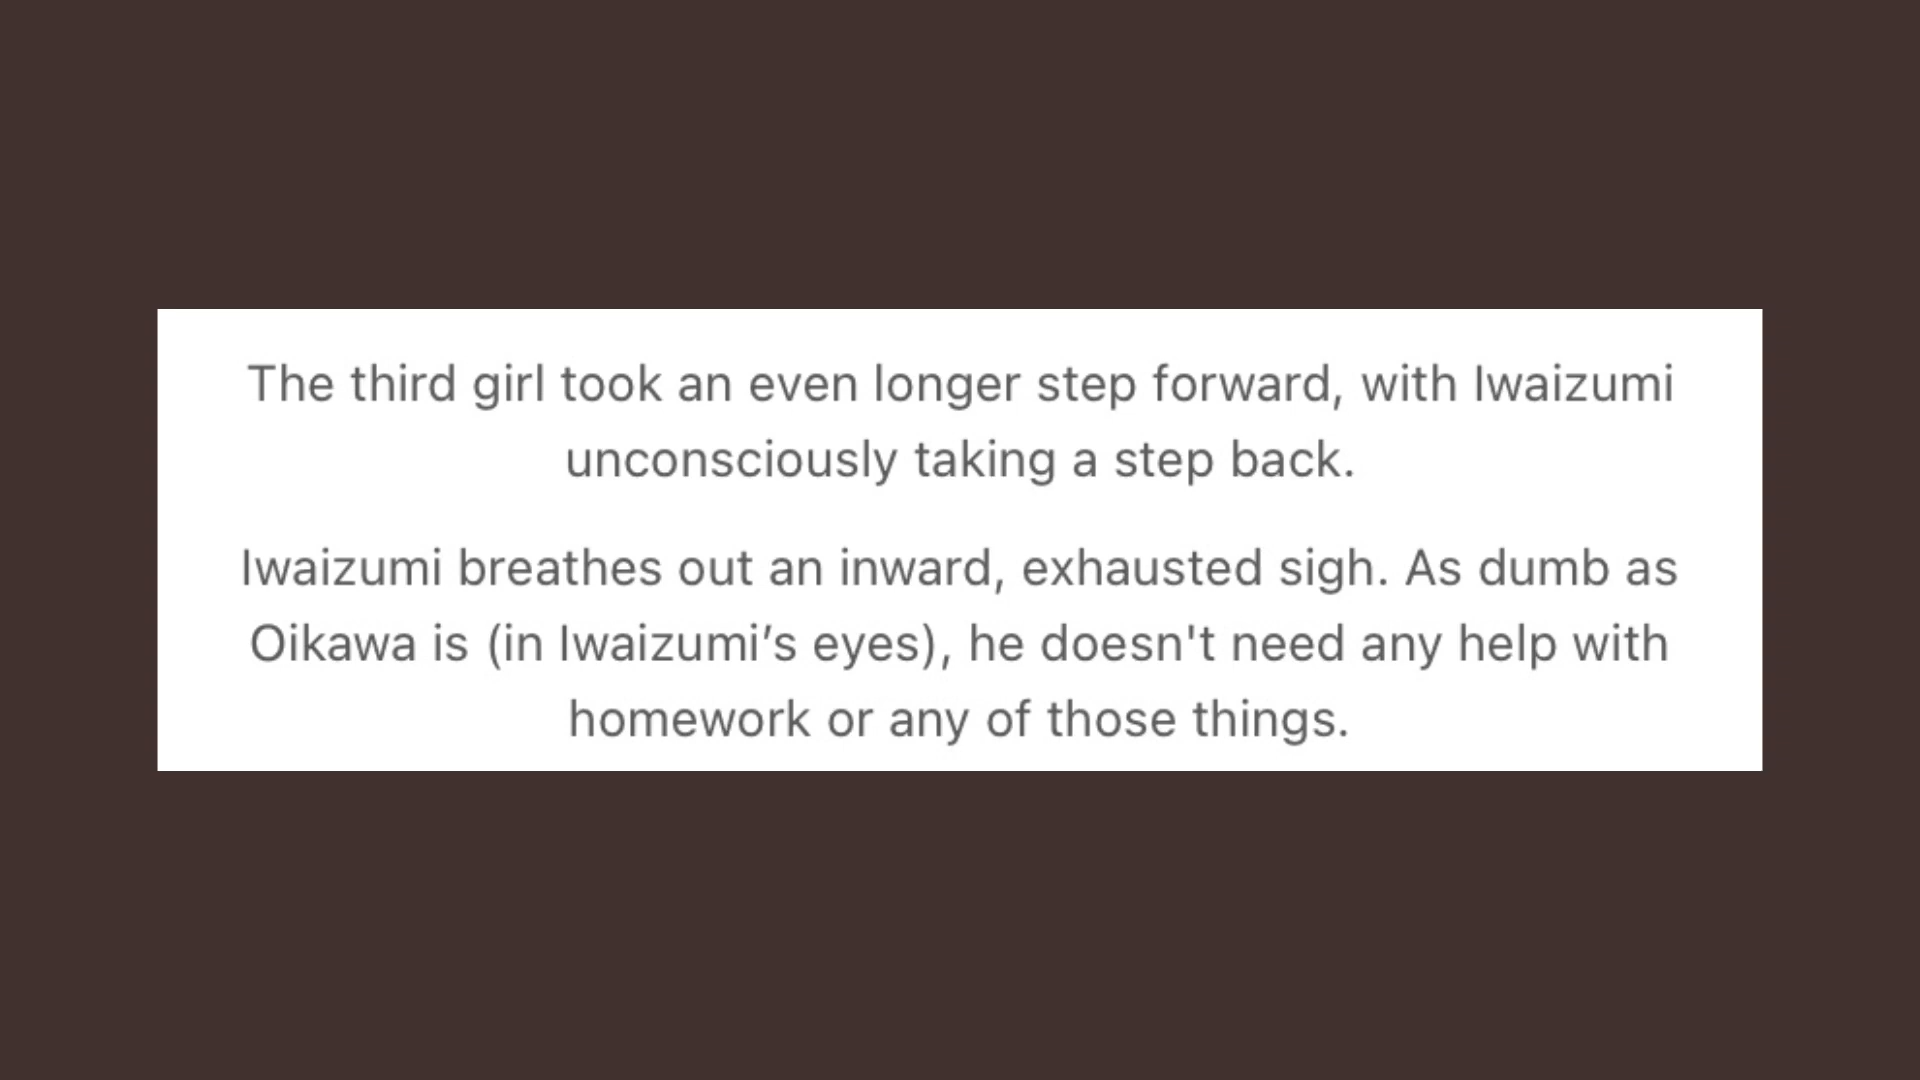 The third girl took an even longer step forward, with Iwaizumi
unconsciously taking a step back.
Iwaizumi breathes out an inward, exhausted sigh. As dumb as
Oikawa is (in Iwaizumi’s eyes), he doesn't need any help with
homework or any of those things.